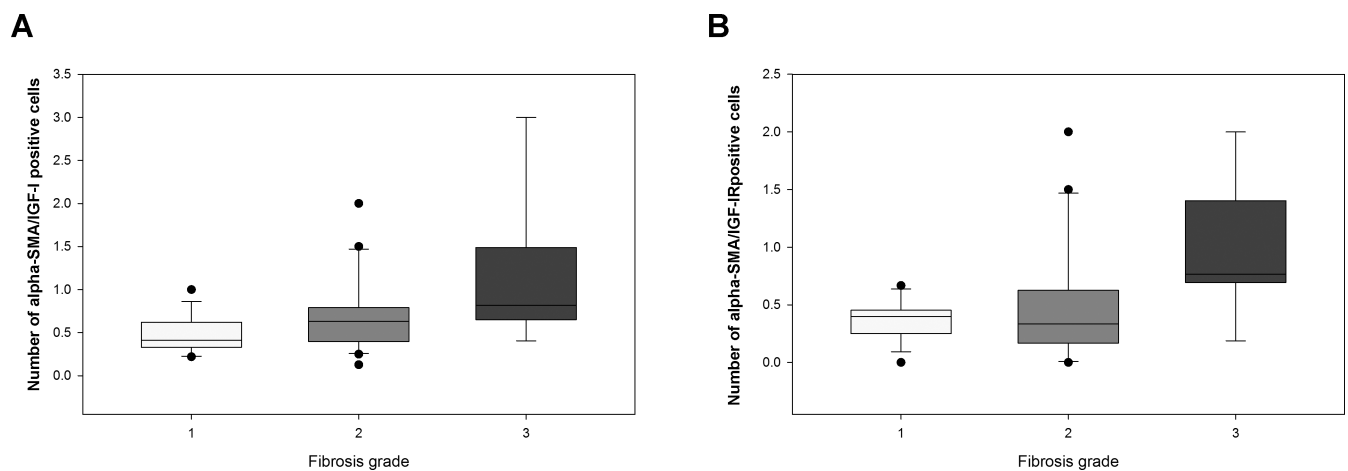 A
Number of alpha-SMA/IGF-I positive cells
3.5
3.0
2.5
2.0
1.5
1.0
0.5
0.0
1 2 3
Fibrosis grade
B
Number of alpha-SMA/IGF-IRpositive cells
2.5
2.0
1.5
1.0
0.5
0.0
1 2 3
Fibrosis grade